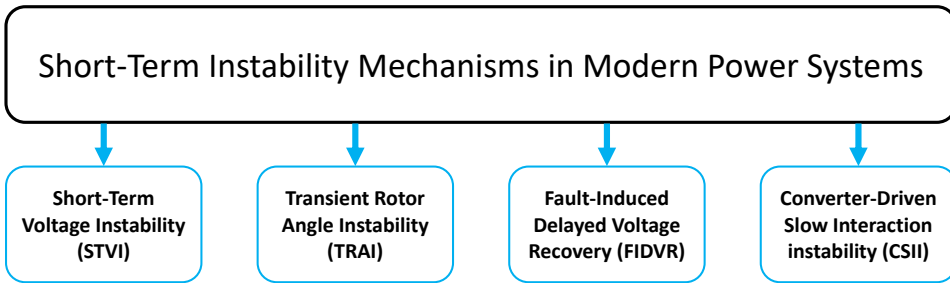 Short-Term Instability Mechanisms in Modern Power Systems
Short-Term
Voltage Instability
(STVI)
Transient Rotor
Angle Instability
(TRAI)
Fault-Induced
Delayed Voltage
Recovery (FIDVR)
Converter-Driven
Slow Interaction
instability (CSII)